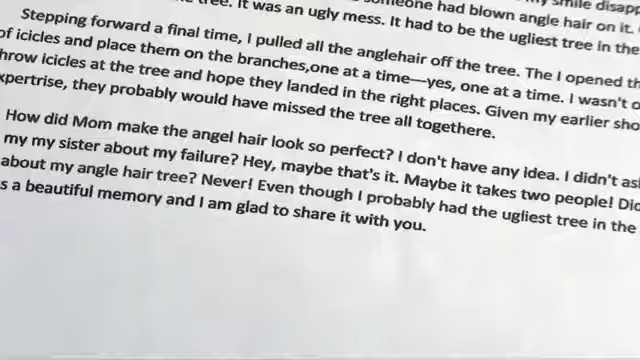 tree. It was an ugly mess. It had to be the ugliest tree in the
someone had blown angle hair on it.
smile
Stepping forward a final time, I pulled all the anglehair off the tree. The I opened th
of icicles and place them on the branches,one at a time—yes, one at a time. I wasn't o
hrow icicles at the tree and hope they landed in the right places. Given my earlier sho
xpertrise, they probably would have missed the tree all togethere.
How did Mom make the angel hair look so perfect? I don't have any idea. I didn't as
my my sister about my failure? Hey, maybe that's it. Maybe it takes two people! Did
about my angle hair tree? Never! Even though I probably had the ugliest tree in the
s a beautiful memory and I am glad to share it with you.